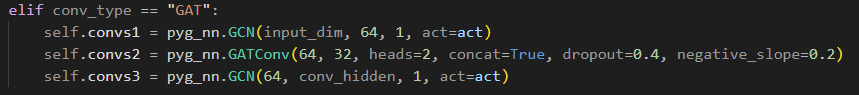 elif conv_type == "GAT":
self.convs1 = pyg_nn.GCN(input_dim, 64, 1, act=act)
self.convs2 = pyg_nn.GATConv(64, 32, heads=2, concat=True, dropout=0.4, negative_slope=0.2)
self.convs3 = pyg_nn.GCN(64, conv_hidden, 1, act=act)